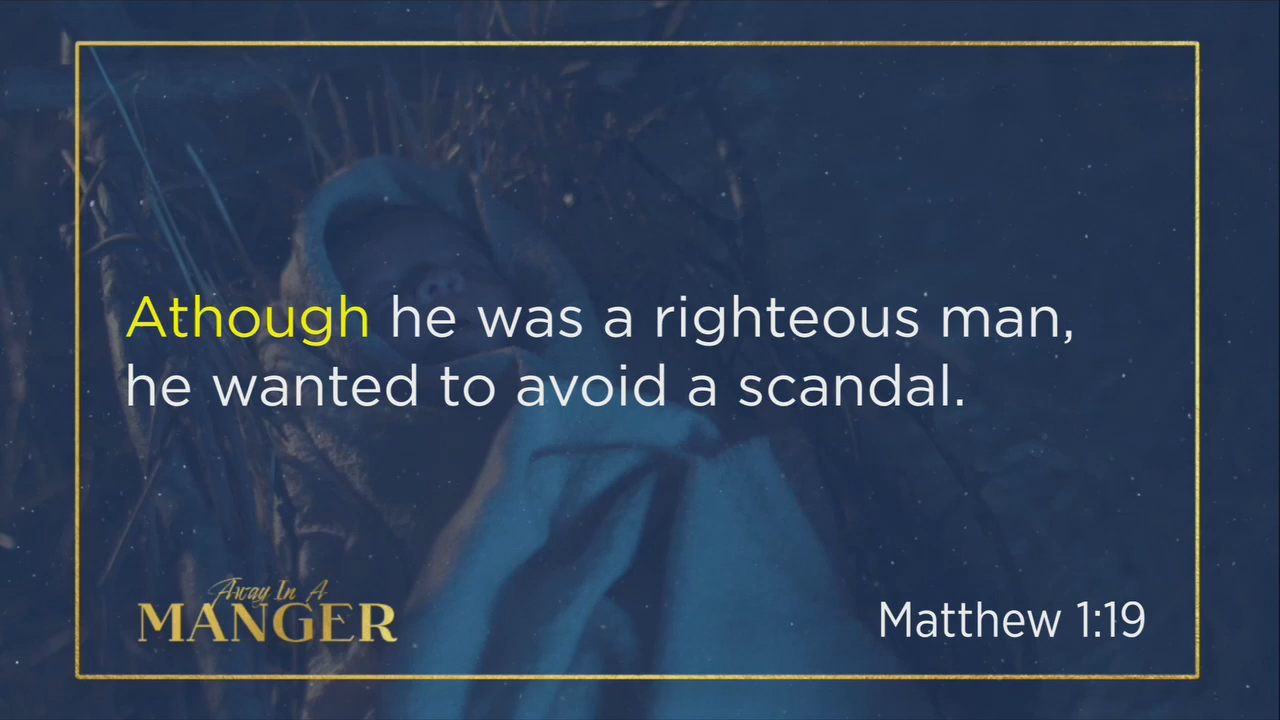 Athough he was a righteous man,
he wanted to avoid a scandal.
Away In A
MANGER
Matthew 1:19